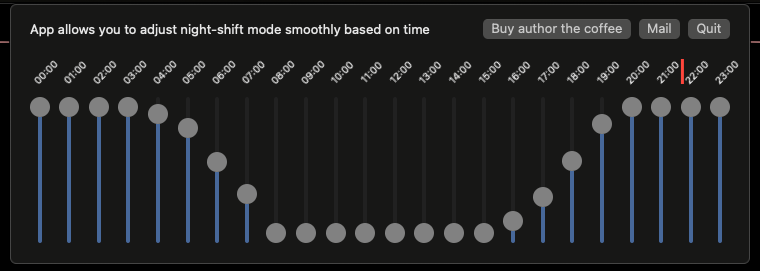 App allows you to adjust night-shift mode smoothly based on time
Buy author the coffee Mail Quit
00:00 01:00 02:00 03:00 04:00 05:00 06:00 07:00 08:00 09:00 10:00 11:00 12:00 13:00 14:00 15:00 16:00 17:00 18:00 19:00 20:00 21:00 22:00 23:00